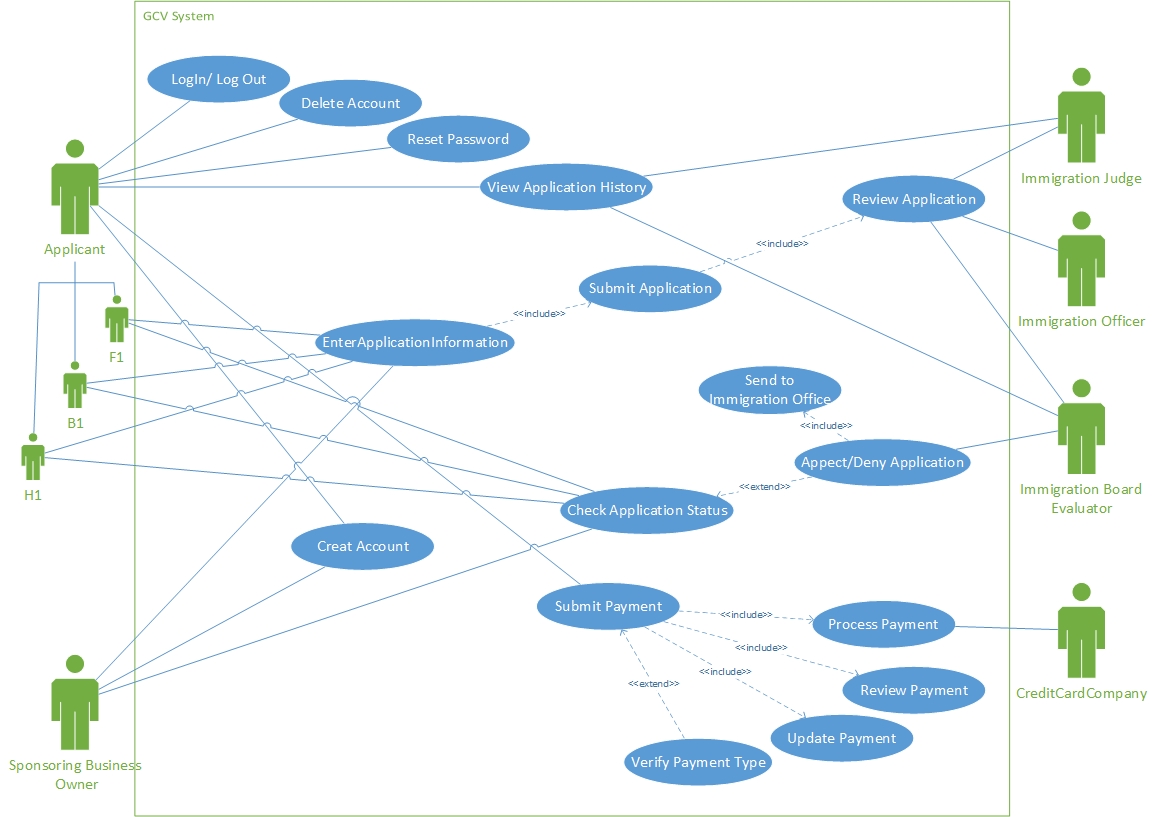 GCV System
LogIn/ Log Out
Delete Account
Reset Password
View Application History
Review Application
Immigration Judge
Applicant
<<include>>
Submit Application
<<include>>
Immigration Officer
F1
EnterApplicationInformation
B1
Send to
Immigration Office
<<include>>
Appect/Deny Application
H1
<<extend>>
Immigration Board
Evaluator
Check Application Status
Creat Account
Submit Payment
<<include>>
Process Payment
<<include>>
<<include>>
<<extend>>
Review Payment
CreditCardCompany
Update Payment
Verify Payment Type
Sponsoring Business
Owner